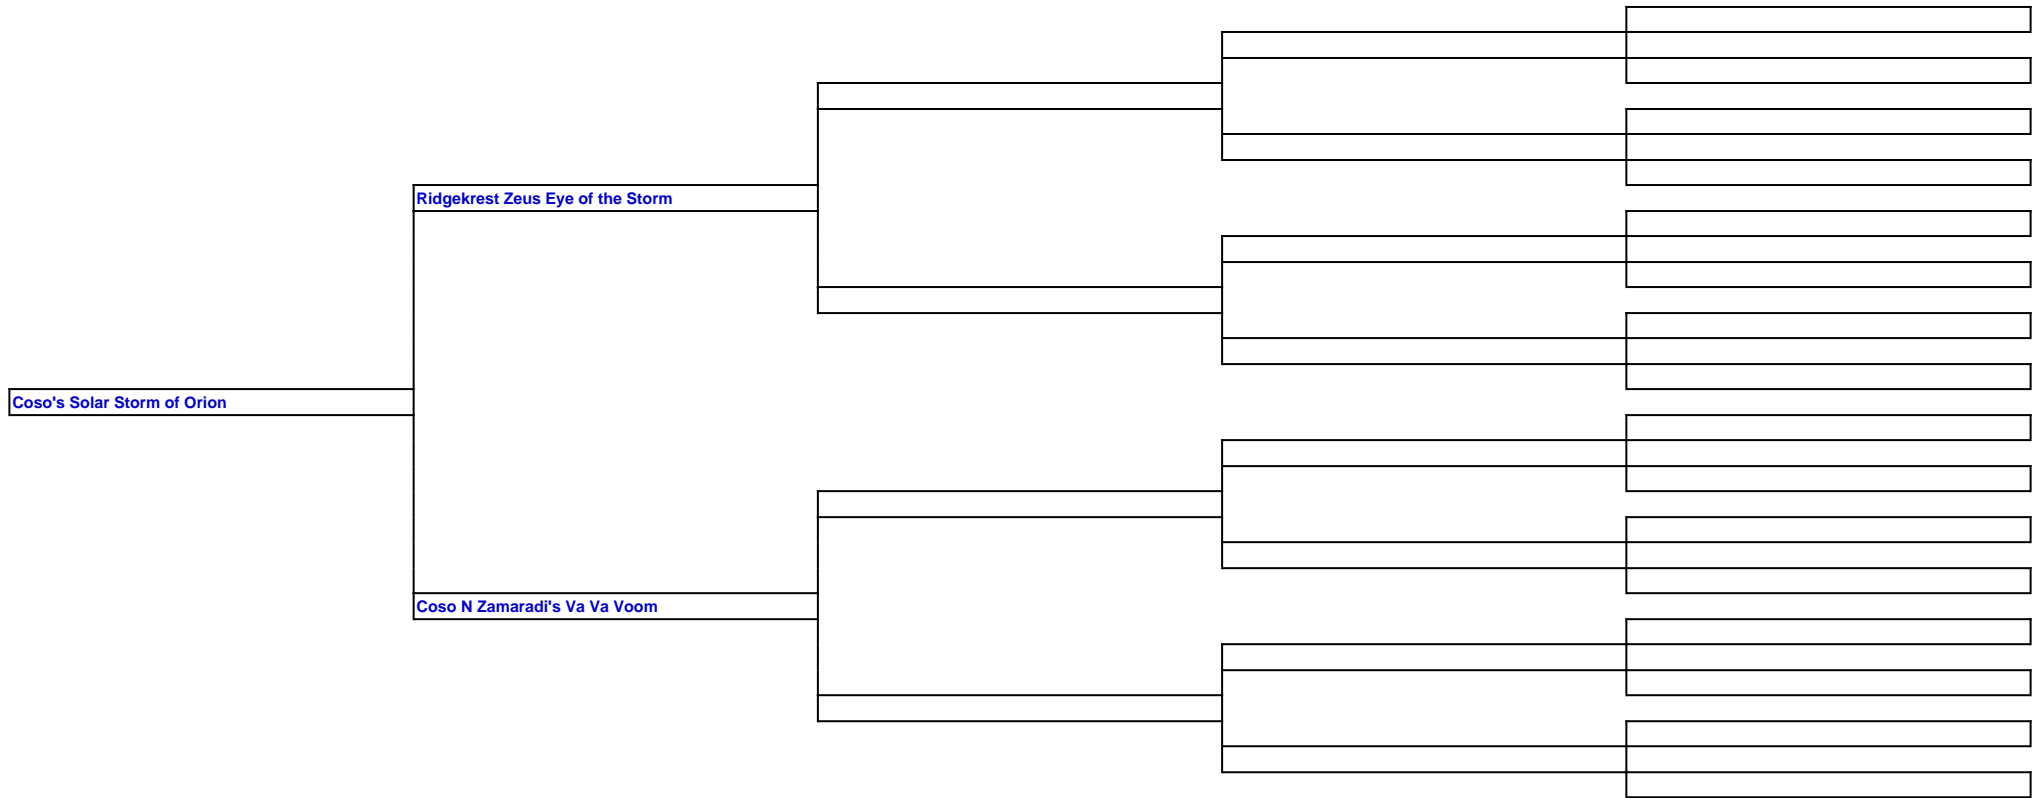 Ridgekrest Zeus Eye of the Storm
Coso's Solar Storm of Orion
Coso N Zamaradi's Va Va Voom